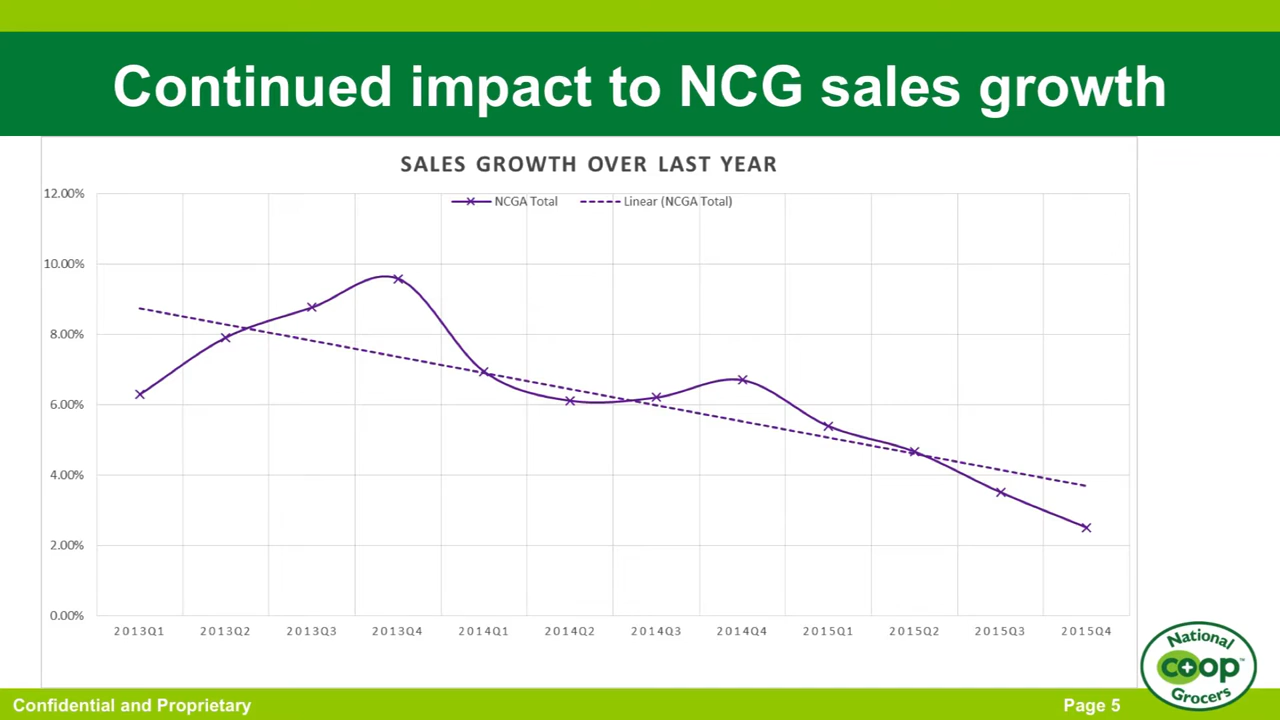 Continued impact to NCG sales growth
SALES GROWTH OVER LAST YEAR
NCGA Total Linear (NCGA Total)
12.00%
10.00%
8.00%
6.00%
4.00%
2.00%
0.00%
2013Q1 2013Q2 2013Q3 2013Q4 2014Q1 2014Q2 2014Q3 2014Q4 2015Q1 2015Q2 2015Q3 2015Q4
National
co+op™
Grocers
Confidential and Proprietary
Page 5